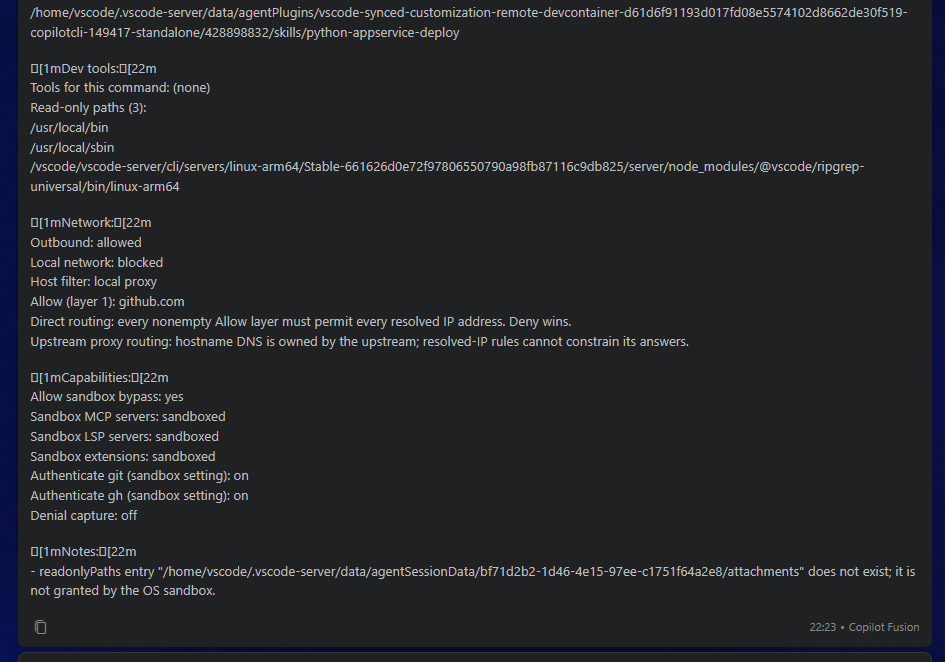 /home/vscode/.vscode-server/data/agentPlugins/vscode-synced-customization-remote-devcontainer-d61d6f91193d017fd08e5574102d8662de30f519-
copilotcli-149417-standalone/428898832/skills/python-appservice-deploy
▯[1mDev tools:▯[22m
Tools for this command: (none)
Read-only paths (3):
/usr/local/bin
/usr/local/sbin
/vscode/vscode-server/cli/servers/linux-arm64/Stable-661626d0e72f97806550790a98fb87116c9db825/server/node_modules/@vscode/ripgrep-
universal/bin/linux-arm64
▯[1mNetwork:▯[22m
Outbound: allowed
Local network: blocked
Host filter: local proxy
Allow (layer 1): github.com
Direct routing: every nonempty Allow layer must permit every resolved IP address. Deny wins.
Upstream proxy routing: hostname DNS is owned by the upstream; resolved-IP rules cannot constrain its answers.
▯[1mCapabilities:▯[22m
Allow sandbox bypass: yes
Sandbox MCP servers: sandboxed
Sandbox LSP servers: sandboxed
Sandbox extensions: sandboxed
Authenticate git (sandbox setting): on
Authenticate gh (sandbox setting): on
Denial capture: off
▯[1mNotes:▯[22m
- readonlyPaths entry "/home/vscode/.vscode-server/data/agentSessionData/bf71d2b2-1d46-4e15-97ee-c1751f64a2e8/attachments" does not exist; it is
not granted by the OS sandbox.
22:23 • Copilot Fusion